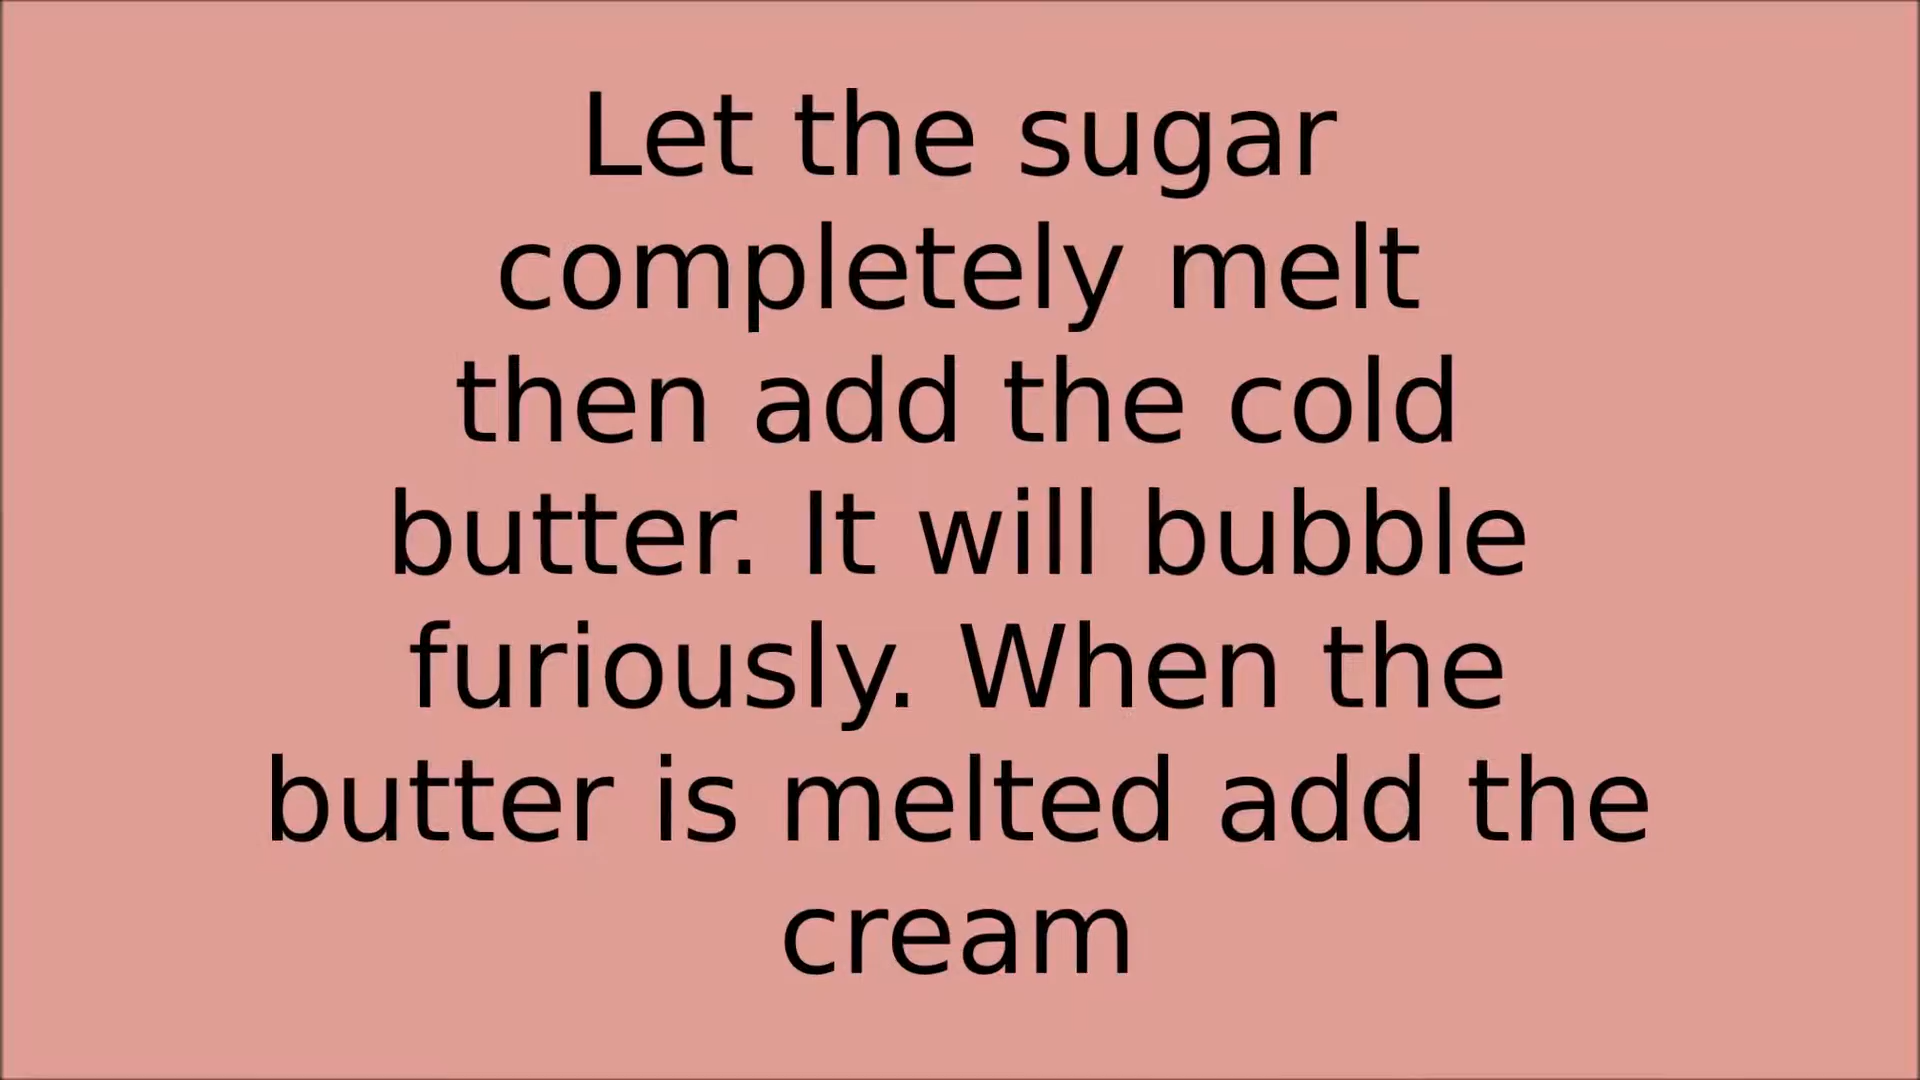 Let the sugar
completely melt
then add the cold
butter. It will bubble
furiously. When the
butter is melted add the
cream